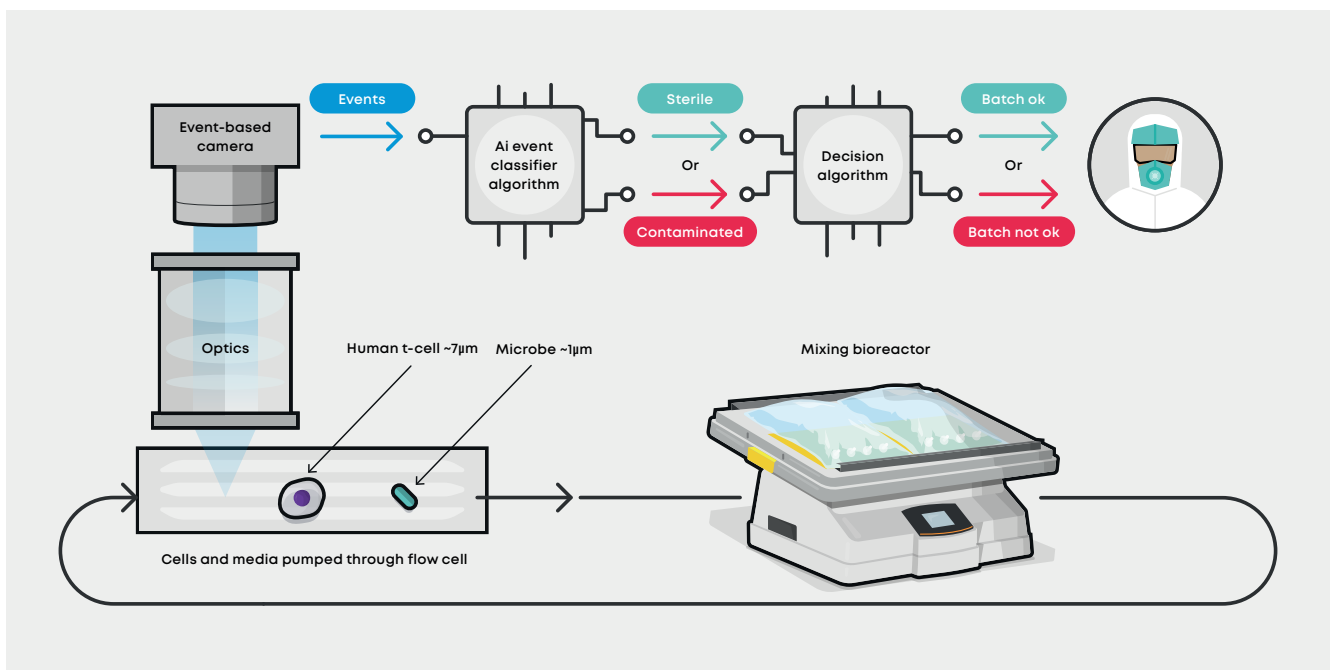 Event-based
camera
Events
Ai event
classifier
algorithm
Sterile
Or
Contaminated
Decision
algorithm
Batch ok
Or
Batch not ok
Optics
Human t-cell ~7μm
Microbe ~1μm
Mixing bioreactor
Cells and media pumped through flow cell